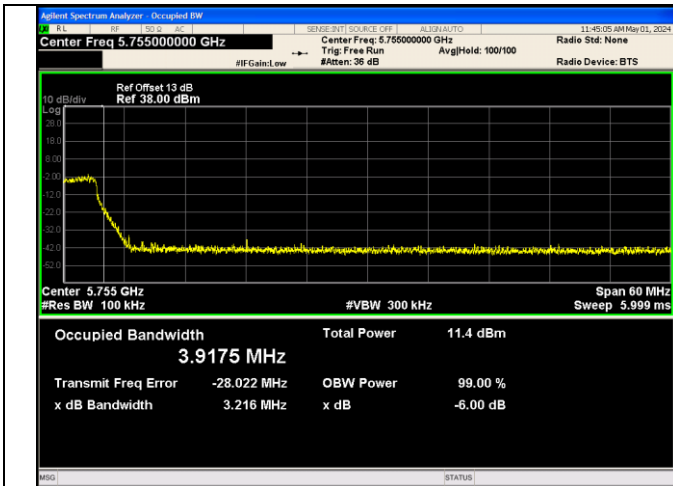 Agilent Spectrum Analyzer - Occupied BW
RL RF 50 Ω AC SENSE:INT SOURCE OFF ALIGN AUTO 11:45:05 AM May 01, 2024
Center Freq 5.755000000 GHz Center Freq: 5.755000000 GHz Radio Std: None
Trig: Free Run Avg|Hold: 100/100
#IFGain:Low #Atten: 36 dB Radio Device: BTS
Ref Offset 13 dB
10 dB/div Ref 38.00 dBm
Log
28.0
18.0
8.00
-2.00
-12.0
-22.0
-32.0
-42.0
-52.0
Center 5.755 GHz Span 60 MHz
#Res BW 100 kHz #VBW 300 kHz Sweep 5.999 ms
Occupied Bandwidth Total Power 11.4 dBm
3.9175 MHz
Transmit Freq Error -28.022 MHz OBW Power 99.00 %
x dB Bandwidth 3.216 MHz x dB -6.00 dB
MSG STATUS